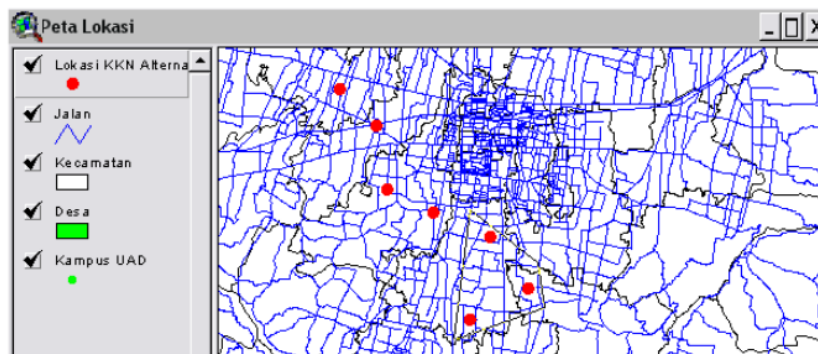 Peta Lokasi
Lokasi KKN Alterna
Jalan
Kecamatan
Desa
Kampus UAD